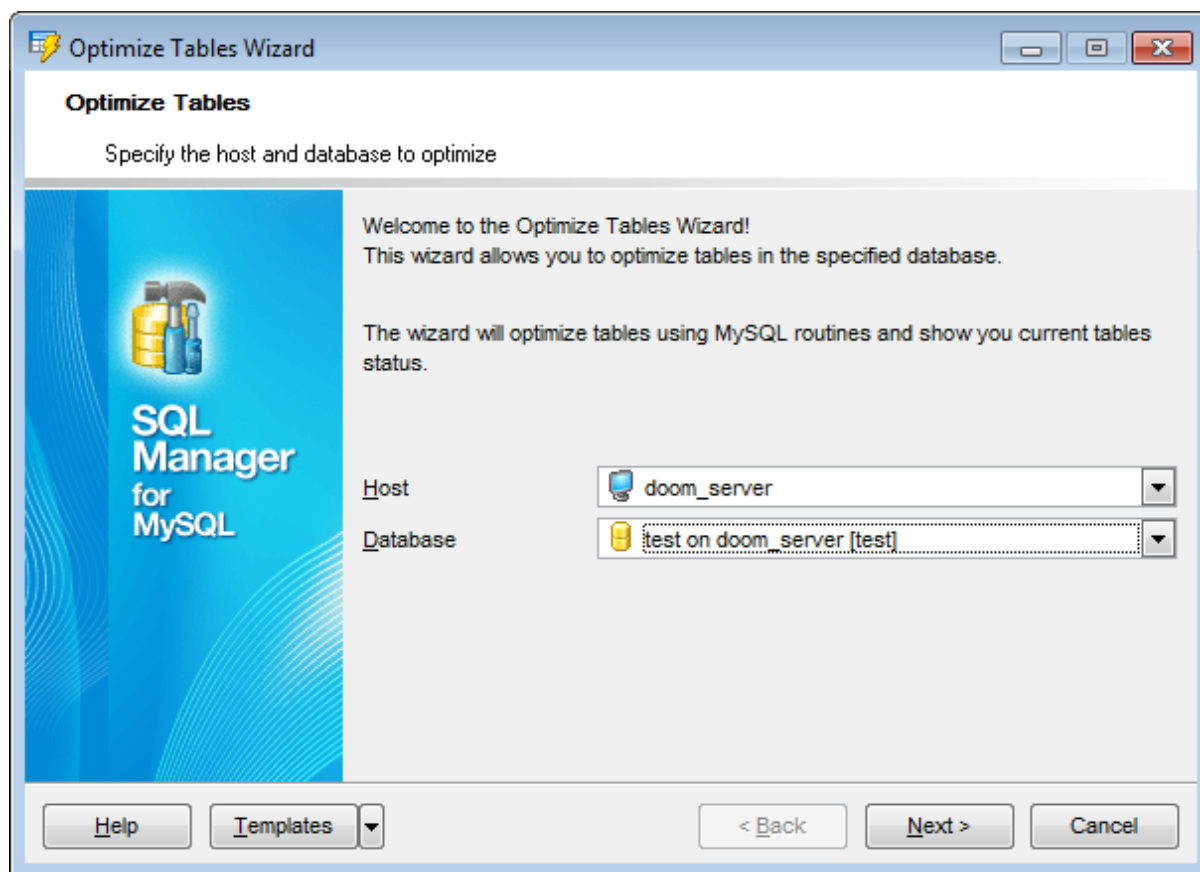 Optimize Tables Wizard
Optimize Tables
Specify the host and database to optimize
Welcome to the Optimize Tables Wizard!
This wizard allows you to optimize tables in the specified database.
The wizard will optimize tables using MySQL routines and show you current tables
status.
SQL
Manager
for
MySQL
Host
doom_server
Database
test on doom_server [test]
Help
Templates
< Back
Next >
Cancel